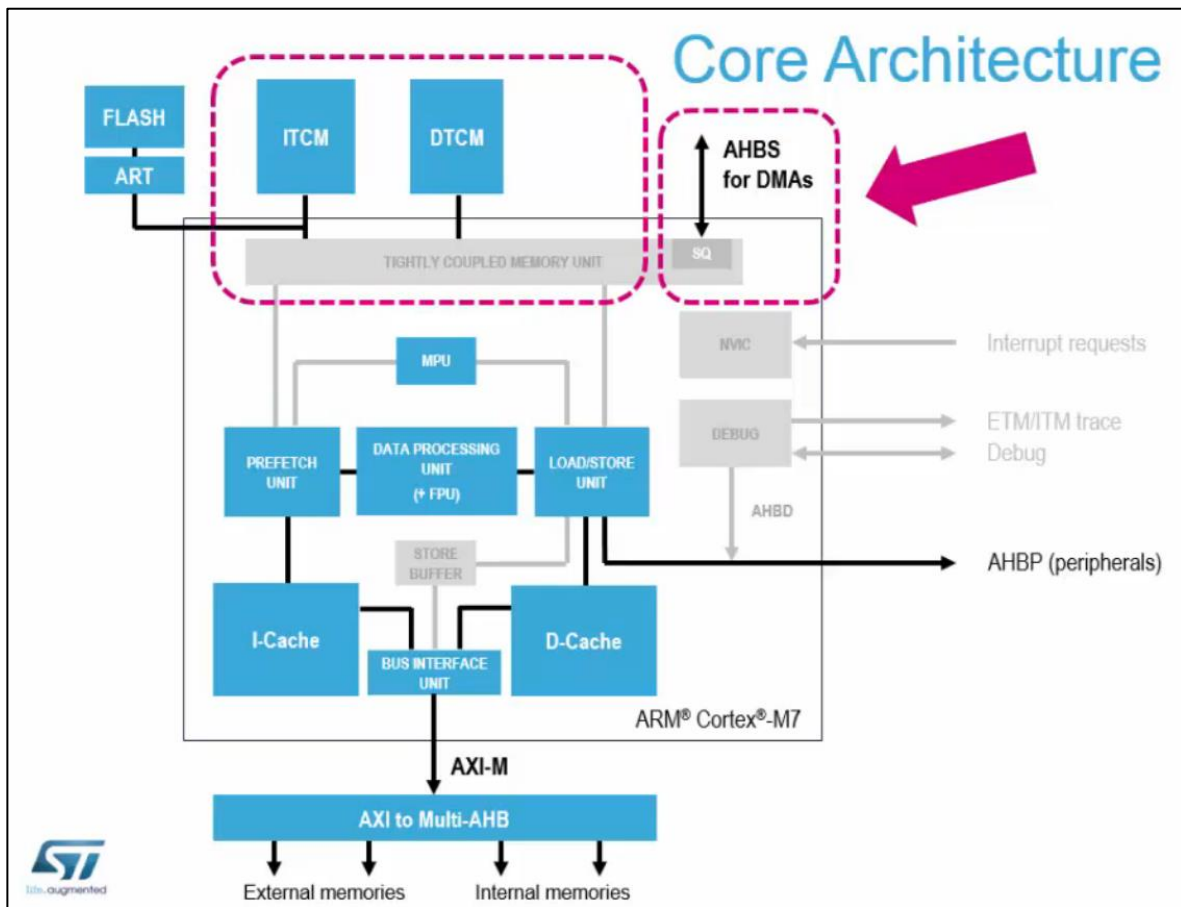 Core Architecture
FLASH
ART
ITCM
DTCM
AHBS
for DMAs
TIGHTLY COUPLED MEMORY UNIT
SQ
NVIC
Interrupt requests
MPU
DEBUG
ETM/ITM trace
Debug
PREFETCH
UNIT
DATA PROCESSING
UNIT
(+ FPU)
LOAD/STORE
UNIT
AHBD
STORE
BUFFER
AHBP (peripherals)
I-Cache
D-Cache
BUS INTERFACE
UNIT
ARM® Cortex®-M7
AXI-M
AXI to Multi-AHB
External memories
Internal memories
ST
life.augmented